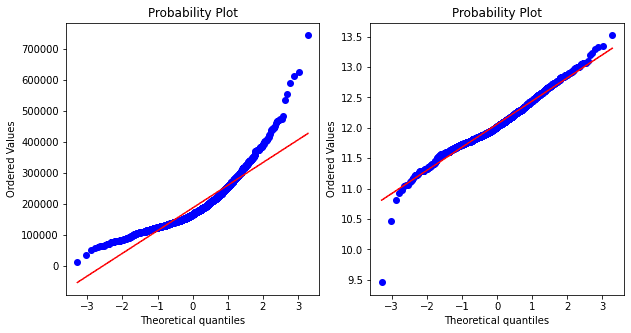 Probability Plot
700000
600000
500000
400000
300000
200000
100000
0
Ordered Values
−3 −2 −1 0 1 2 3
Theoretical quantiles
Probability Plot
13.5
13.0
12.5
12.0
11.5
11.0
10.5
10.0
9.5
Ordered Values
−3 −2 −1 0 1 2 3
Theoretical quantiles